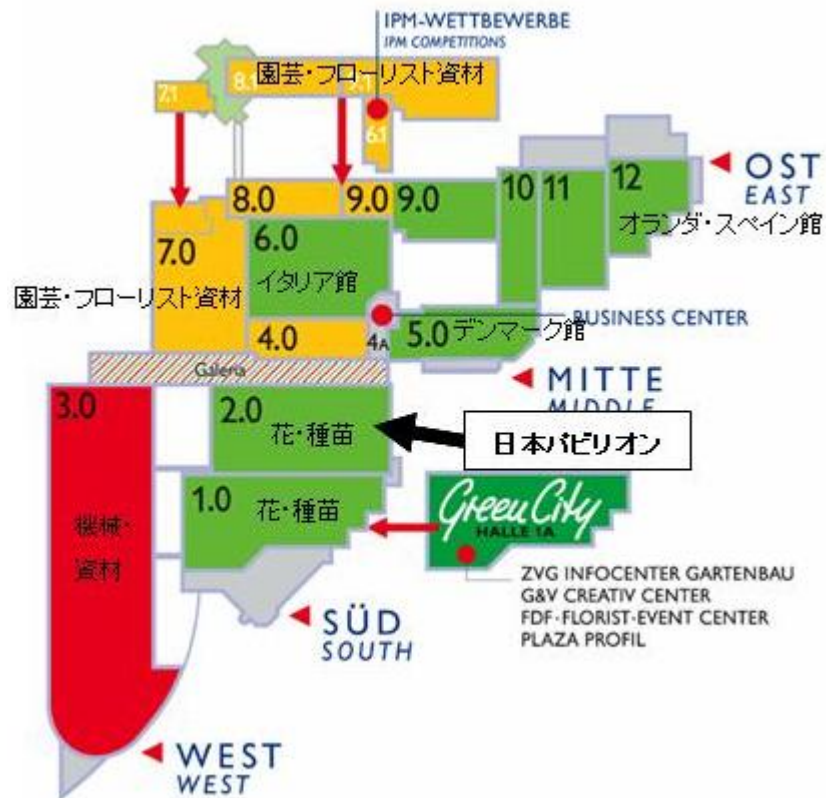 IPM-WETTBEWERBE
IPM COMPETITIONS
園芸・フローリスト資材
7.1
8.1
6.1
8.0
9.0
9.0
10
11
12
OST
EAST
オランダ・スペイン館
7.0
6.0
イタリア館
園芸・フローリスト資材
4.0
4A
5.0
デンマーク館
BUSINESS CENTER
Galeria
MITTE
MIDDLE
3.0
2.0
花・種苗
日本パビリオン
1.0
花・種苗
機械・
資材
Green City
HALLE 1A
ZVG INFOCENTER GARTENBAU
G&V CREATIV CENTER
FDF-FLORIST-EVENT CENTER
PLAZA PROFIL
SÜD
SOUTH
WEST
WEST